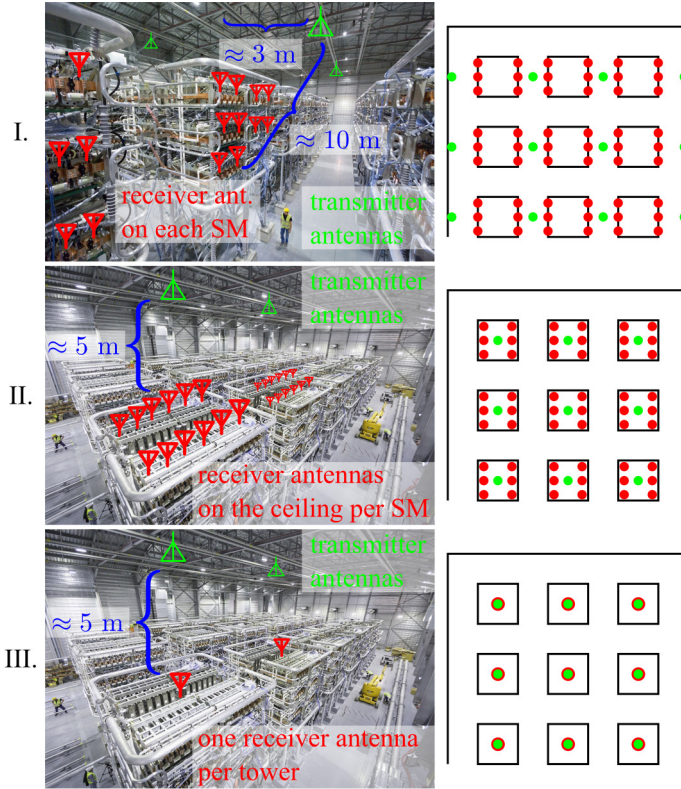 I.
≈ 3 m
≈ 10 m
receiver ant.
on each SM
transmitter
antennas
II.
transmitter
antennas
≈ 5 m
receiver antennas
on the ceiling per SM
III.
transmitter
antennas
≈ 5 m
one receiver antenna
per tower